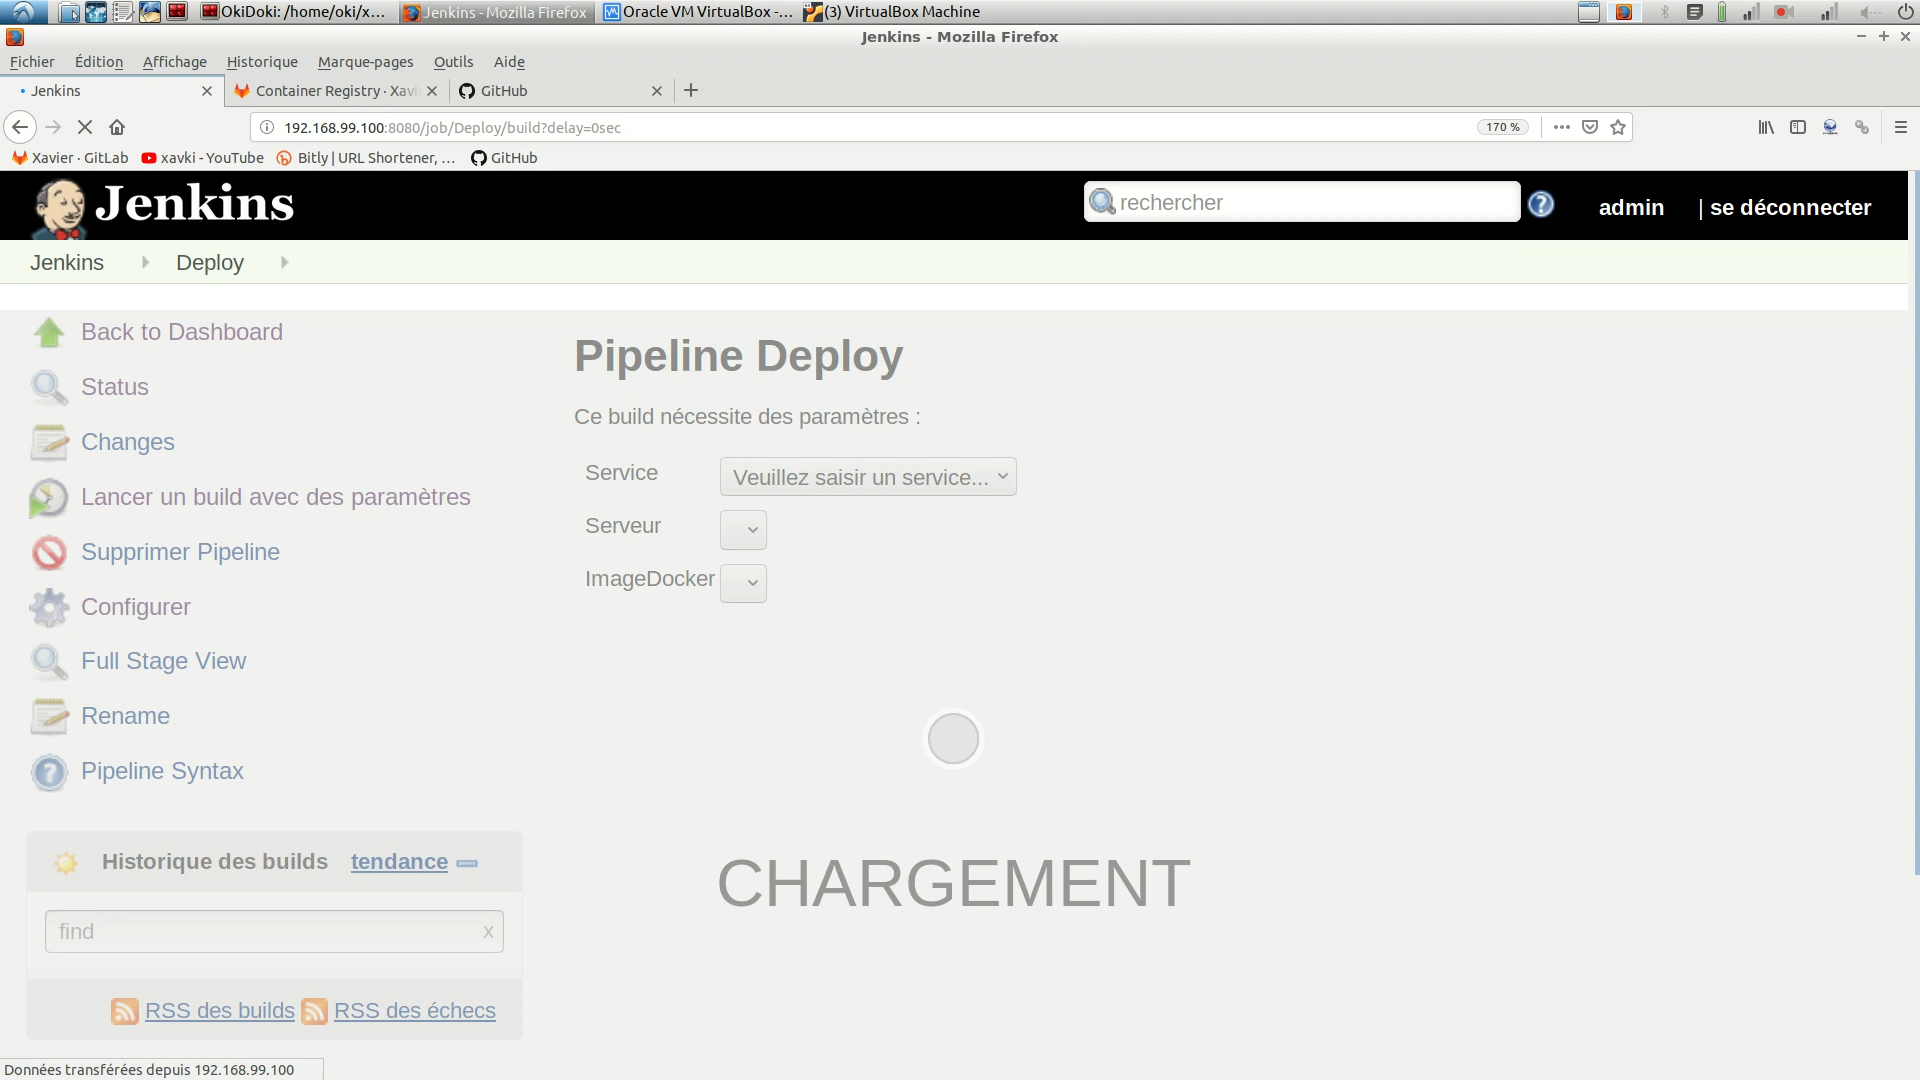 OkiDoki: /home/oki/x...
Jenkins - Mozilla Firefox
Oracle VM VirtualBox -...
(3) VirtualBox Machine
Jenkins - Mozilla Firefox
Fichier Édition Affichage Historique Marque-pages Outils Aide
Jenkins
Container Registry · Xavi
GitHub
192.168.99.100:8080/job/Deploy/build?delay=0sec
170 %
Xavier · GitLab
xavki - YouTube
Bitly | URL Shortener, ...
GitHub
Jenkins
rechercher
?
admin
| se déconnecter
Jenkins
Deploy
Back to Dashboard
Status
Changes
Lancer un build avec des paramètres
Supprimer Pipeline
Configurer
Full Stage View
Rename
Pipeline Syntax
Pipeline Deploy
Ce build nécessite des paramètres :
Service
Veuillez saisir un service...
Serveur
ImageDocker
CHARGEMENT
Historique des builds tendance
find
x
RSS des builds
RSS des échecs
Données transférées depuis 192.168.99.100